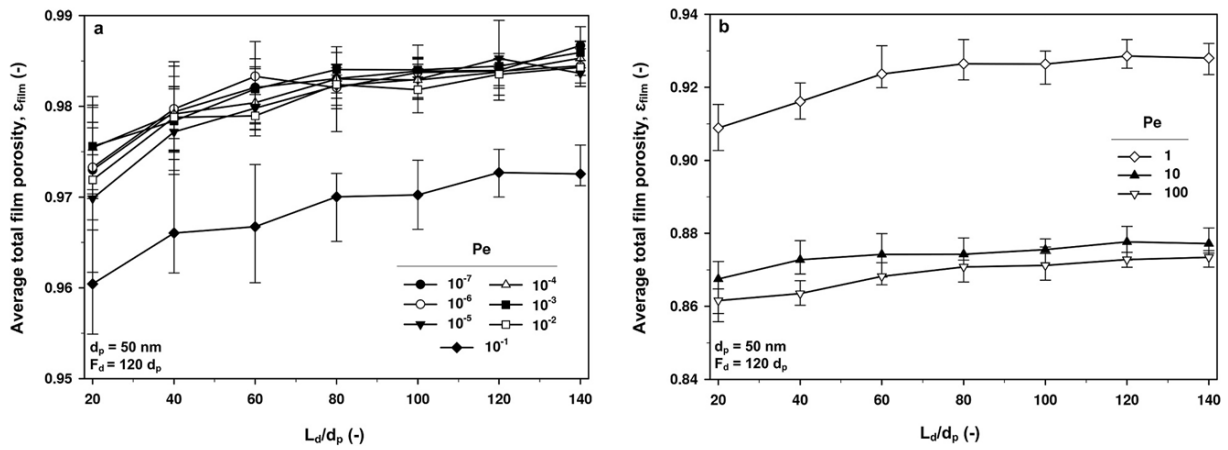 a
Average total film porosity, εfilm (-)
0.99
0.98
0.97
0.96
0.95
Pe
10-7
10-4
10-6
10-3
10-5
10-2
10-1
dp = 50 nm
Fd = 120 dp
20 40 60 80 100 120 140
Ld/dp (-)
b
Average total film porosity, εfilm (-)
0.94
0.92
0.90
0.88
0.86
0.84
Pe
1
10
100
dp = 50 nm
Fd = 120 dp
20 40 60 80 100 120 140
Ld/dp (-)